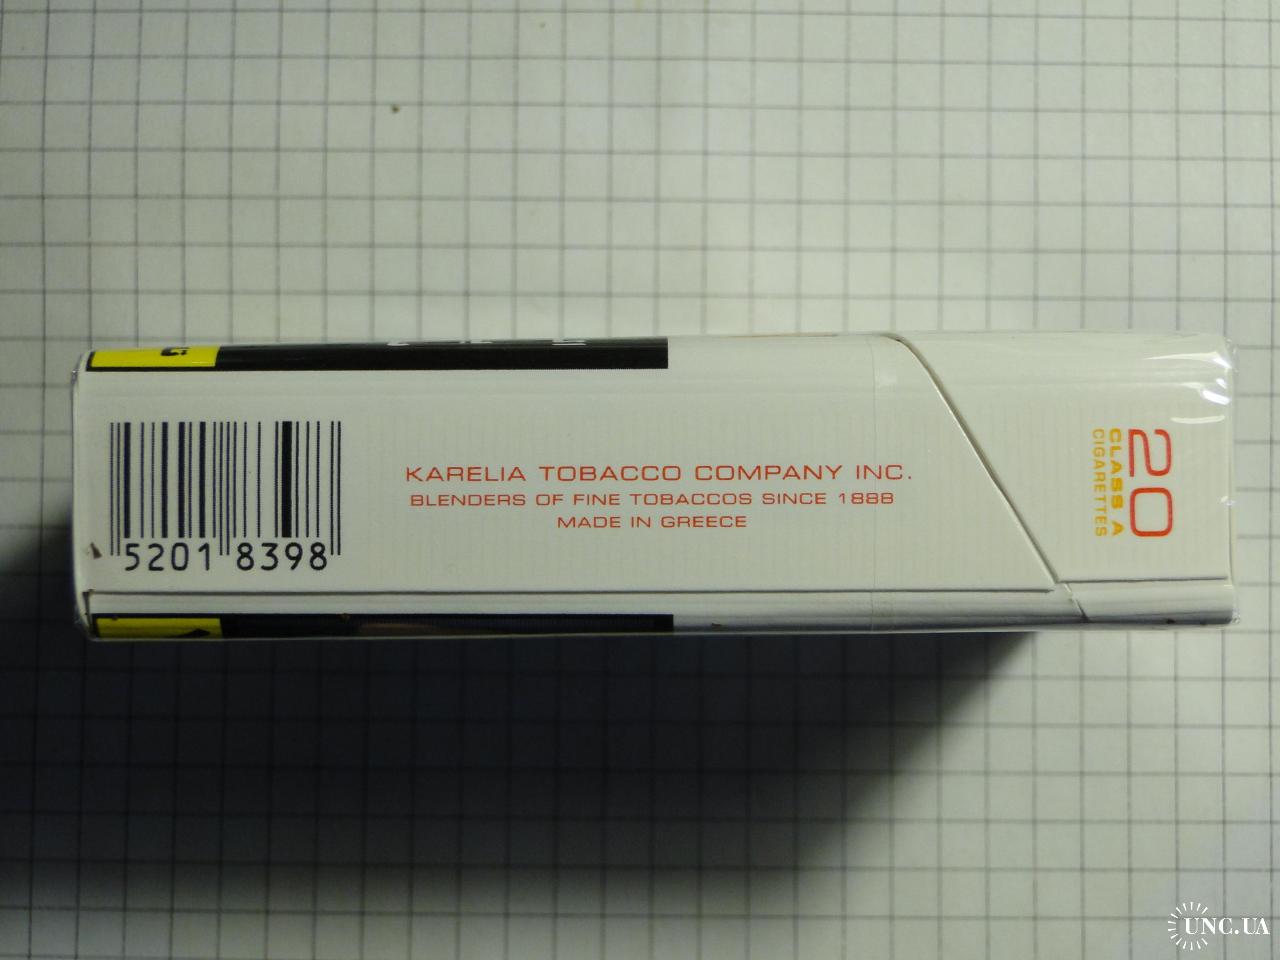 KARELIA TOBACCO COMPANY INC.
BLENDERS OF FINE TOBACCOS SINCE 1888
MADE IN GREECE
5201 8398
20
CLASS A
CIGARETTES
UNC.UA